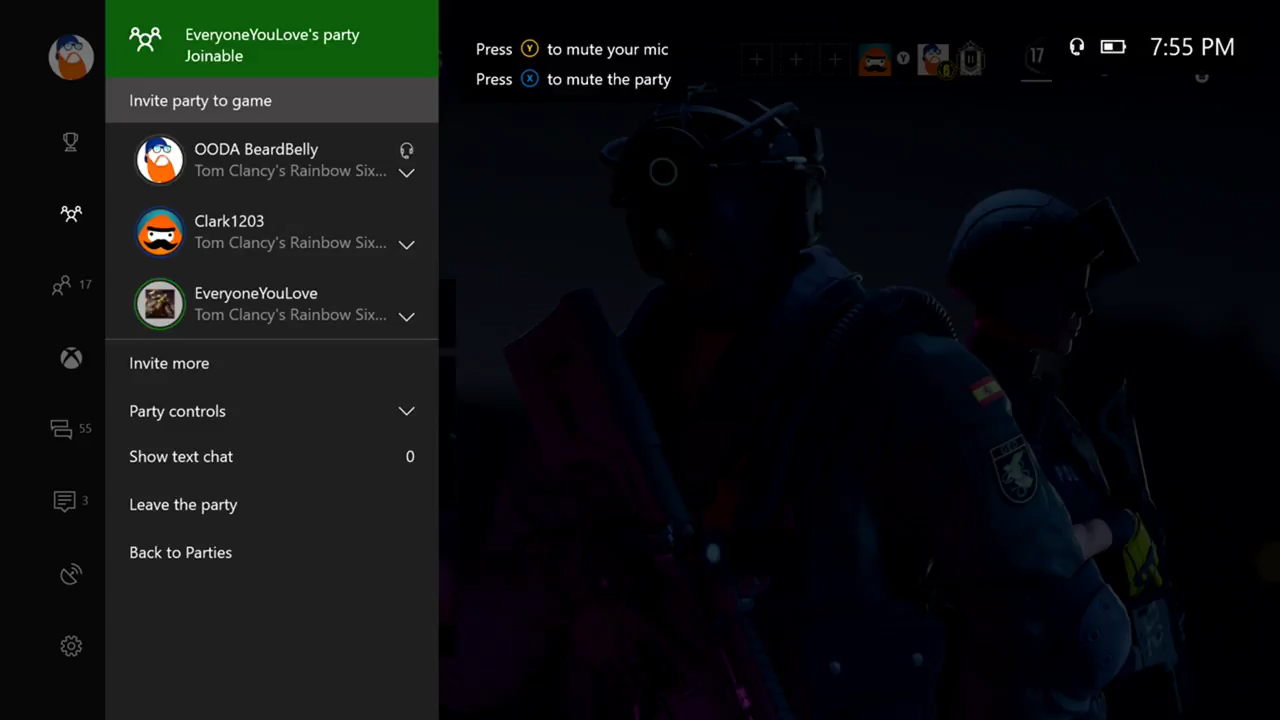 EveryoneYouLove's party
Joinable
Invite party to game
OODA BeardBelly
Tom Clancy's Rainbow Six...
Clark1203
Tom Clancy's Rainbow Six...
EveryoneYouLove
Tom Clancy's Rainbow Six...
Invite more
Party controls
Show text chat 0
Leave the party
Back to Parties
17
55
3
Press Y to mute your mic
Press X to mute the party
Y
17
7:55 PM